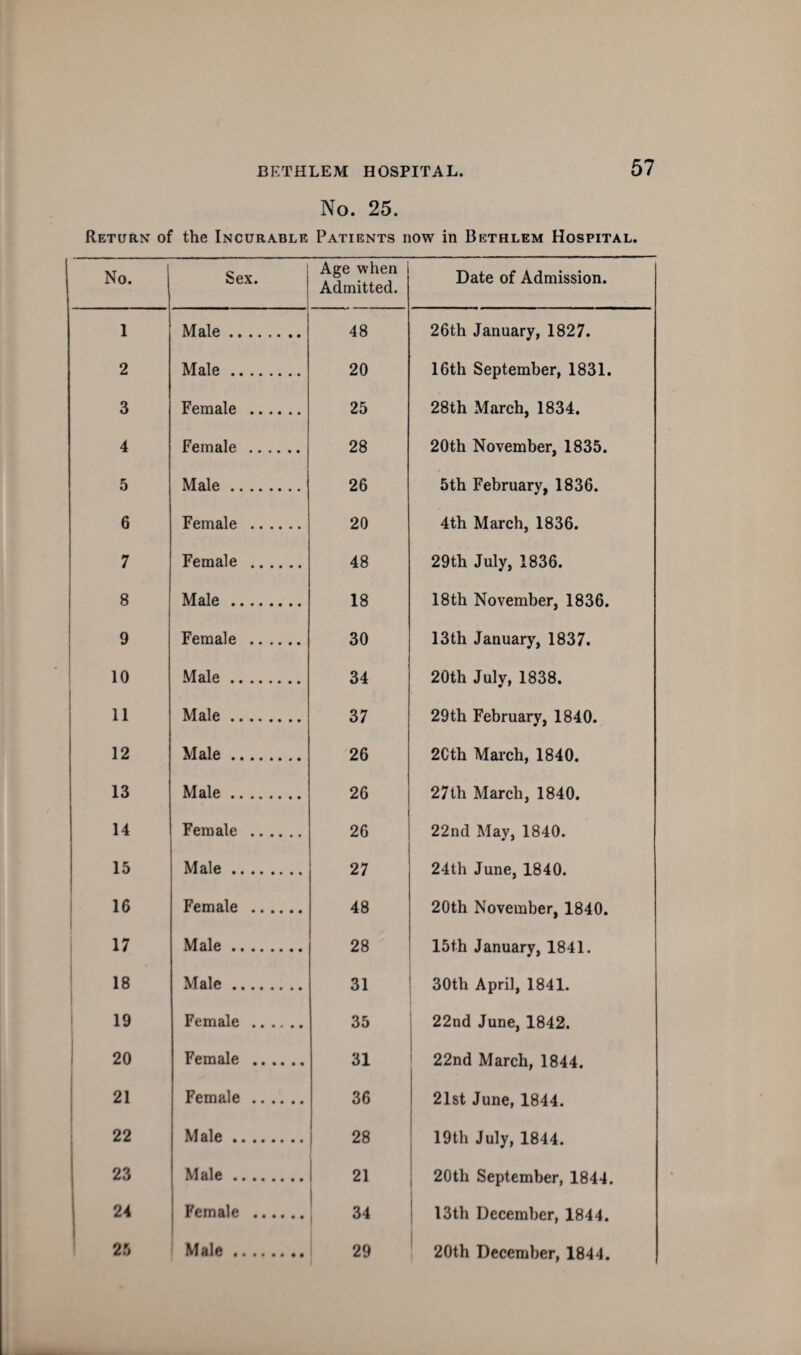 BETHLEM HOSPITAL. 57
No. 25.
Return of the Incurable Patients now in Bethlem Hospital.
No. Sex. Age when Admitted. Date of Admission.
1 Male ........ 48 26th January, 1827.
2 Male ........ 20 16th September, 1831.
3 Female ...... 25 28th March, 1834.
4 Female ...... 28 20th November, 1835.
5 Male ........ 26 5th February, 1836.
6 Female ...... 20 4th March, 1836.
7 Female ...... 48 29th July, 1836.
8 Male ........ 18 18th November, 1836.
9 Female ...... 30 13th January, 1837.
10 Male ........ 34 20th July, 1838.
11 Male ........ 37 29th February, 1840.
12 Male ........ 26 20th March, 1840.
13 Male ........ 26 27th March, 1840.
14 Female ...... 26 22nd May, 1840.
15 Male ........ 27 24th June, 1840.
16 Female ...... 48 20th November, 1840.
17 Male ........ 28 15th January, 1841.
18 Male ........ 31 30th April, 1841.
19 Female ...... 35 22nd June, 1842.
20 Female ...... 31 22nd March, 1844.
21 Female ...... 36 21st June, 1844.
22 Male ........ 28 19th July, 1844.
23 Male ........ 21 20th September, 1844.
24 Female ...... 34 13th December, 1844.
25 Male ........ 29 20th December, 1844.